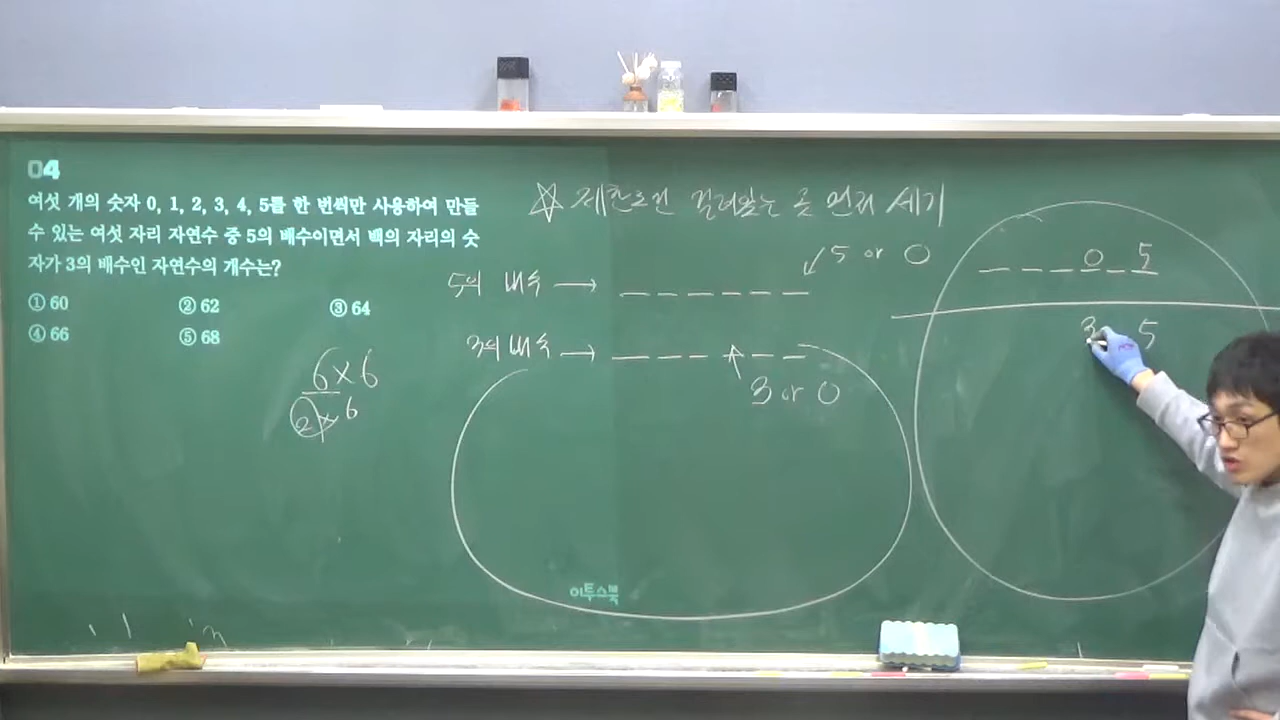 04
여섯 개의 숫자 0, 1, 2, 3, 4, 5를 한 번씩만 사용하여 만들
수 있는 여섯 자리 자연수 중 5의 배수이면서 백의 자리의 숫
자가 3의 배수인 자연수의 개수는?
① 60 ② 62 ③ 64
④ 66 ⑤ 68
6×6
2×6
☆ 제한조건 걸려있는 곳 먼저 세기
5의 배수 → _ _ _ _ _ _ 5 or 0
3의 배수 → _ _ _ _ _ _
3 or 0
_ _ _ 0 _ 5
3 5
이투스북